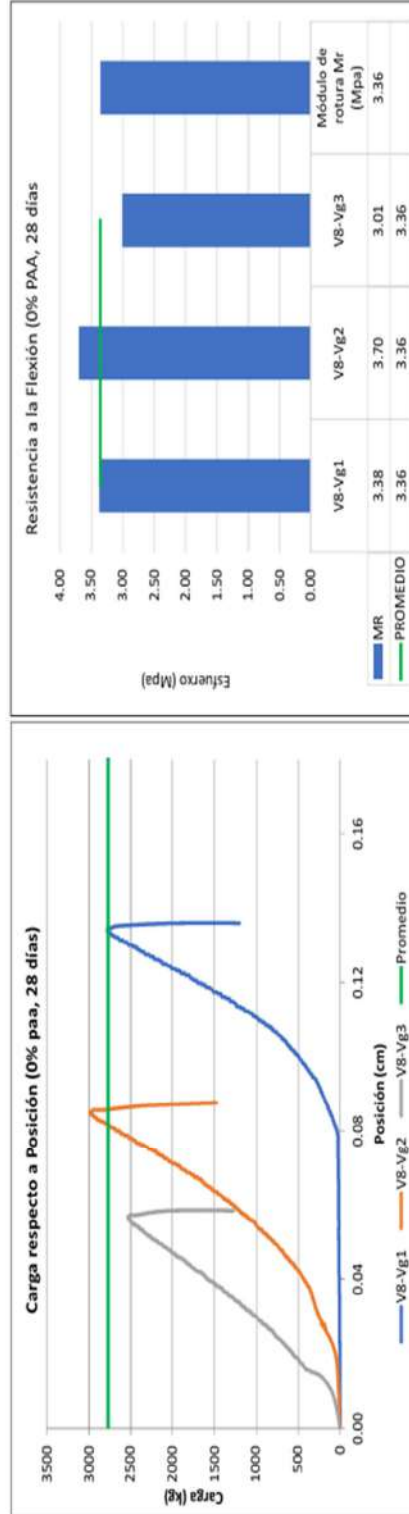 Carga respecto a Posición (0% paa, 28 días)
Carga (kg)
3500
3000
2500
2000
1500
1000
500
0
0.00
0.04
0.08
0.12
0.16
Posición (cm)
V8-Vg1
V8-Vg2
V8-Vg3
Promedio
Resistencia a la Flexión (0% PAA, 28 días)
Esfuerxo (Mpa)
4.00
3.50
3.00
2.50
2.00
1.50
1.00
0.50
0.00
V8-Vg1 V8-Vg2 V8-Vg3 Módulo de
rotura Mr
(Mpa)
MR 3.38 3.70 3.01 3.36
PROMEDIO 3.36 3.36 3.36